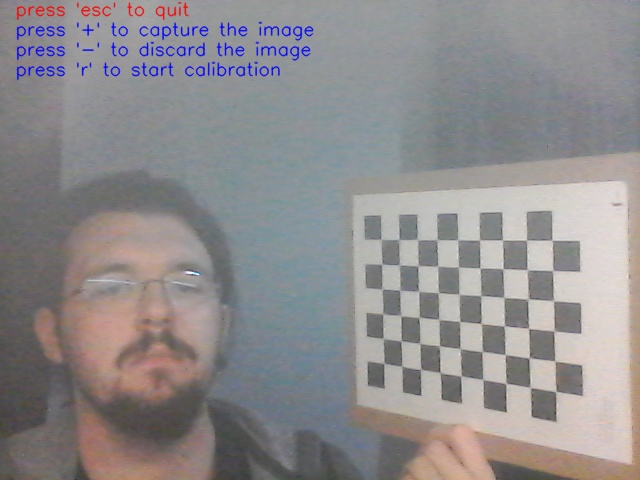 press 'esc' to quit
press '+' to capture the image
press '-' to discard the image
press 'r' to start calibration